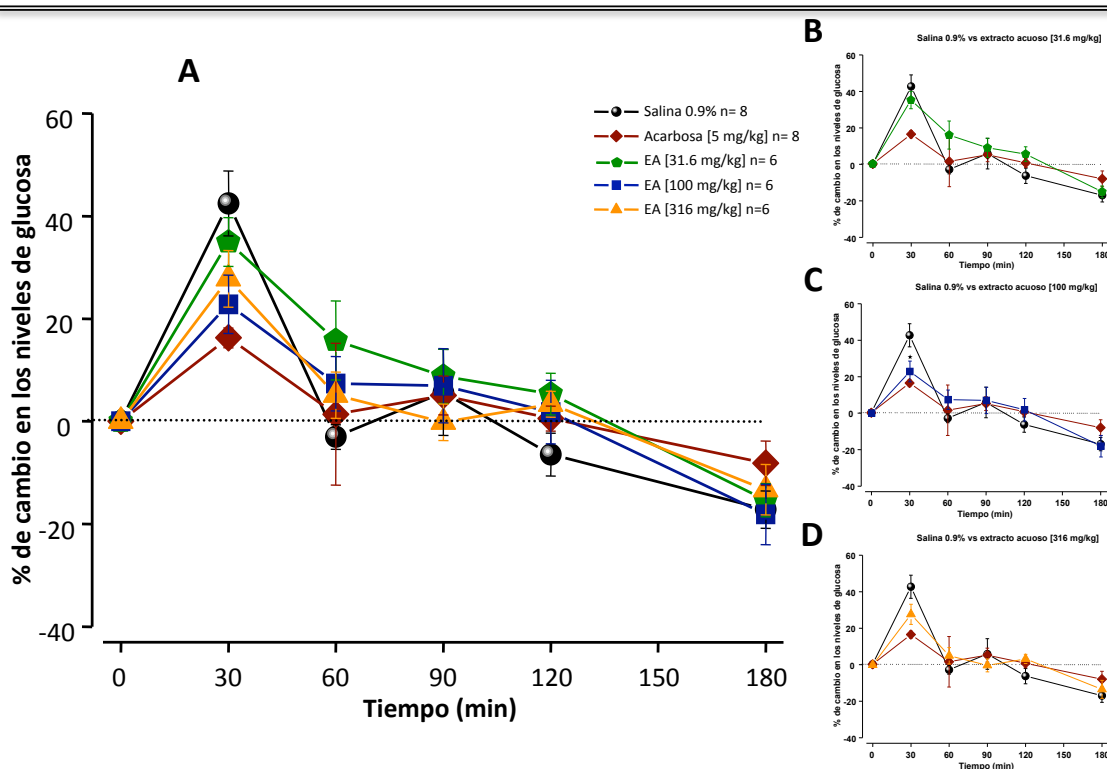 A
% de cambio en los niveles de glucosa
60
40
20
0
-20
-40
0 30 60 90 120 150 180
Tiempo (min)
Salina 0.9% n= 8
Acarbosa [5 mg/kg] n= 8
EA [31.6 mg/kg] n= 6
EA [100 mg/kg] n= 6
EA [316 mg/kg] n=6
B
Salina 0.9% vs extracto acuoso [31.6 mg/kg]
% de cambio en los niveles de glucosa
60
40
20
0
-20
-40
0 30 60 90 120 150 180
Tiempo (min)
C
Salina 0.9% vs extracto acuoso [100 mg/kg]
% de cambio en los niveles de glucosa
60
40
20
0
-20
-40
*
0 30 60 90 120 150 180
Tiempo (min)
D
Salina 0.9% vs extracto acuoso [316 mg/kg]
% de cambio en los niveles de glucosa
60
40
20
0
-20
-40
0 30 60 90 120 150 180
Tiempo (min)